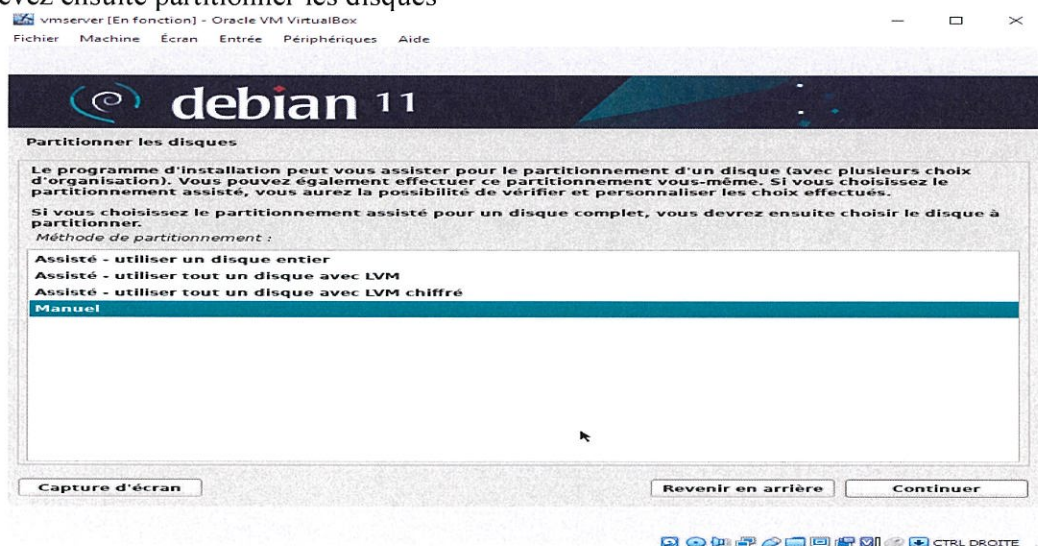 evez ensuite partitionner les disques
vmserver [En fonction] - Oracle VM VirtualBox
Fichier Machine Écran Entrée Périphériques Aide
debian 11
Partitionner les disques
Le programme d'installation peut vous assister pour le partitionnement d'un disque (avec plusieurs choix
d'organisation). Vous pouvez également effectuer ce partitionnement vous-même. Si vous choisissez le
partitionnement assisté, vous aurez la possibilité de vérifier et personnaliser les choix effectués.
Si vous choisissez le partitionnement assisté pour un disque complet, vous devrez ensuite choisir le disque à
partitionner.
Méthode de partitionnement :
Assisté - utiliser un disque entier
Assisté - utiliser tout un disque avec LVM
Assisté - utiliser tout un disque avec LVM chiffré
Manuel
Capture d'écran Revenir en arrière Continuer
CTRL DROITE